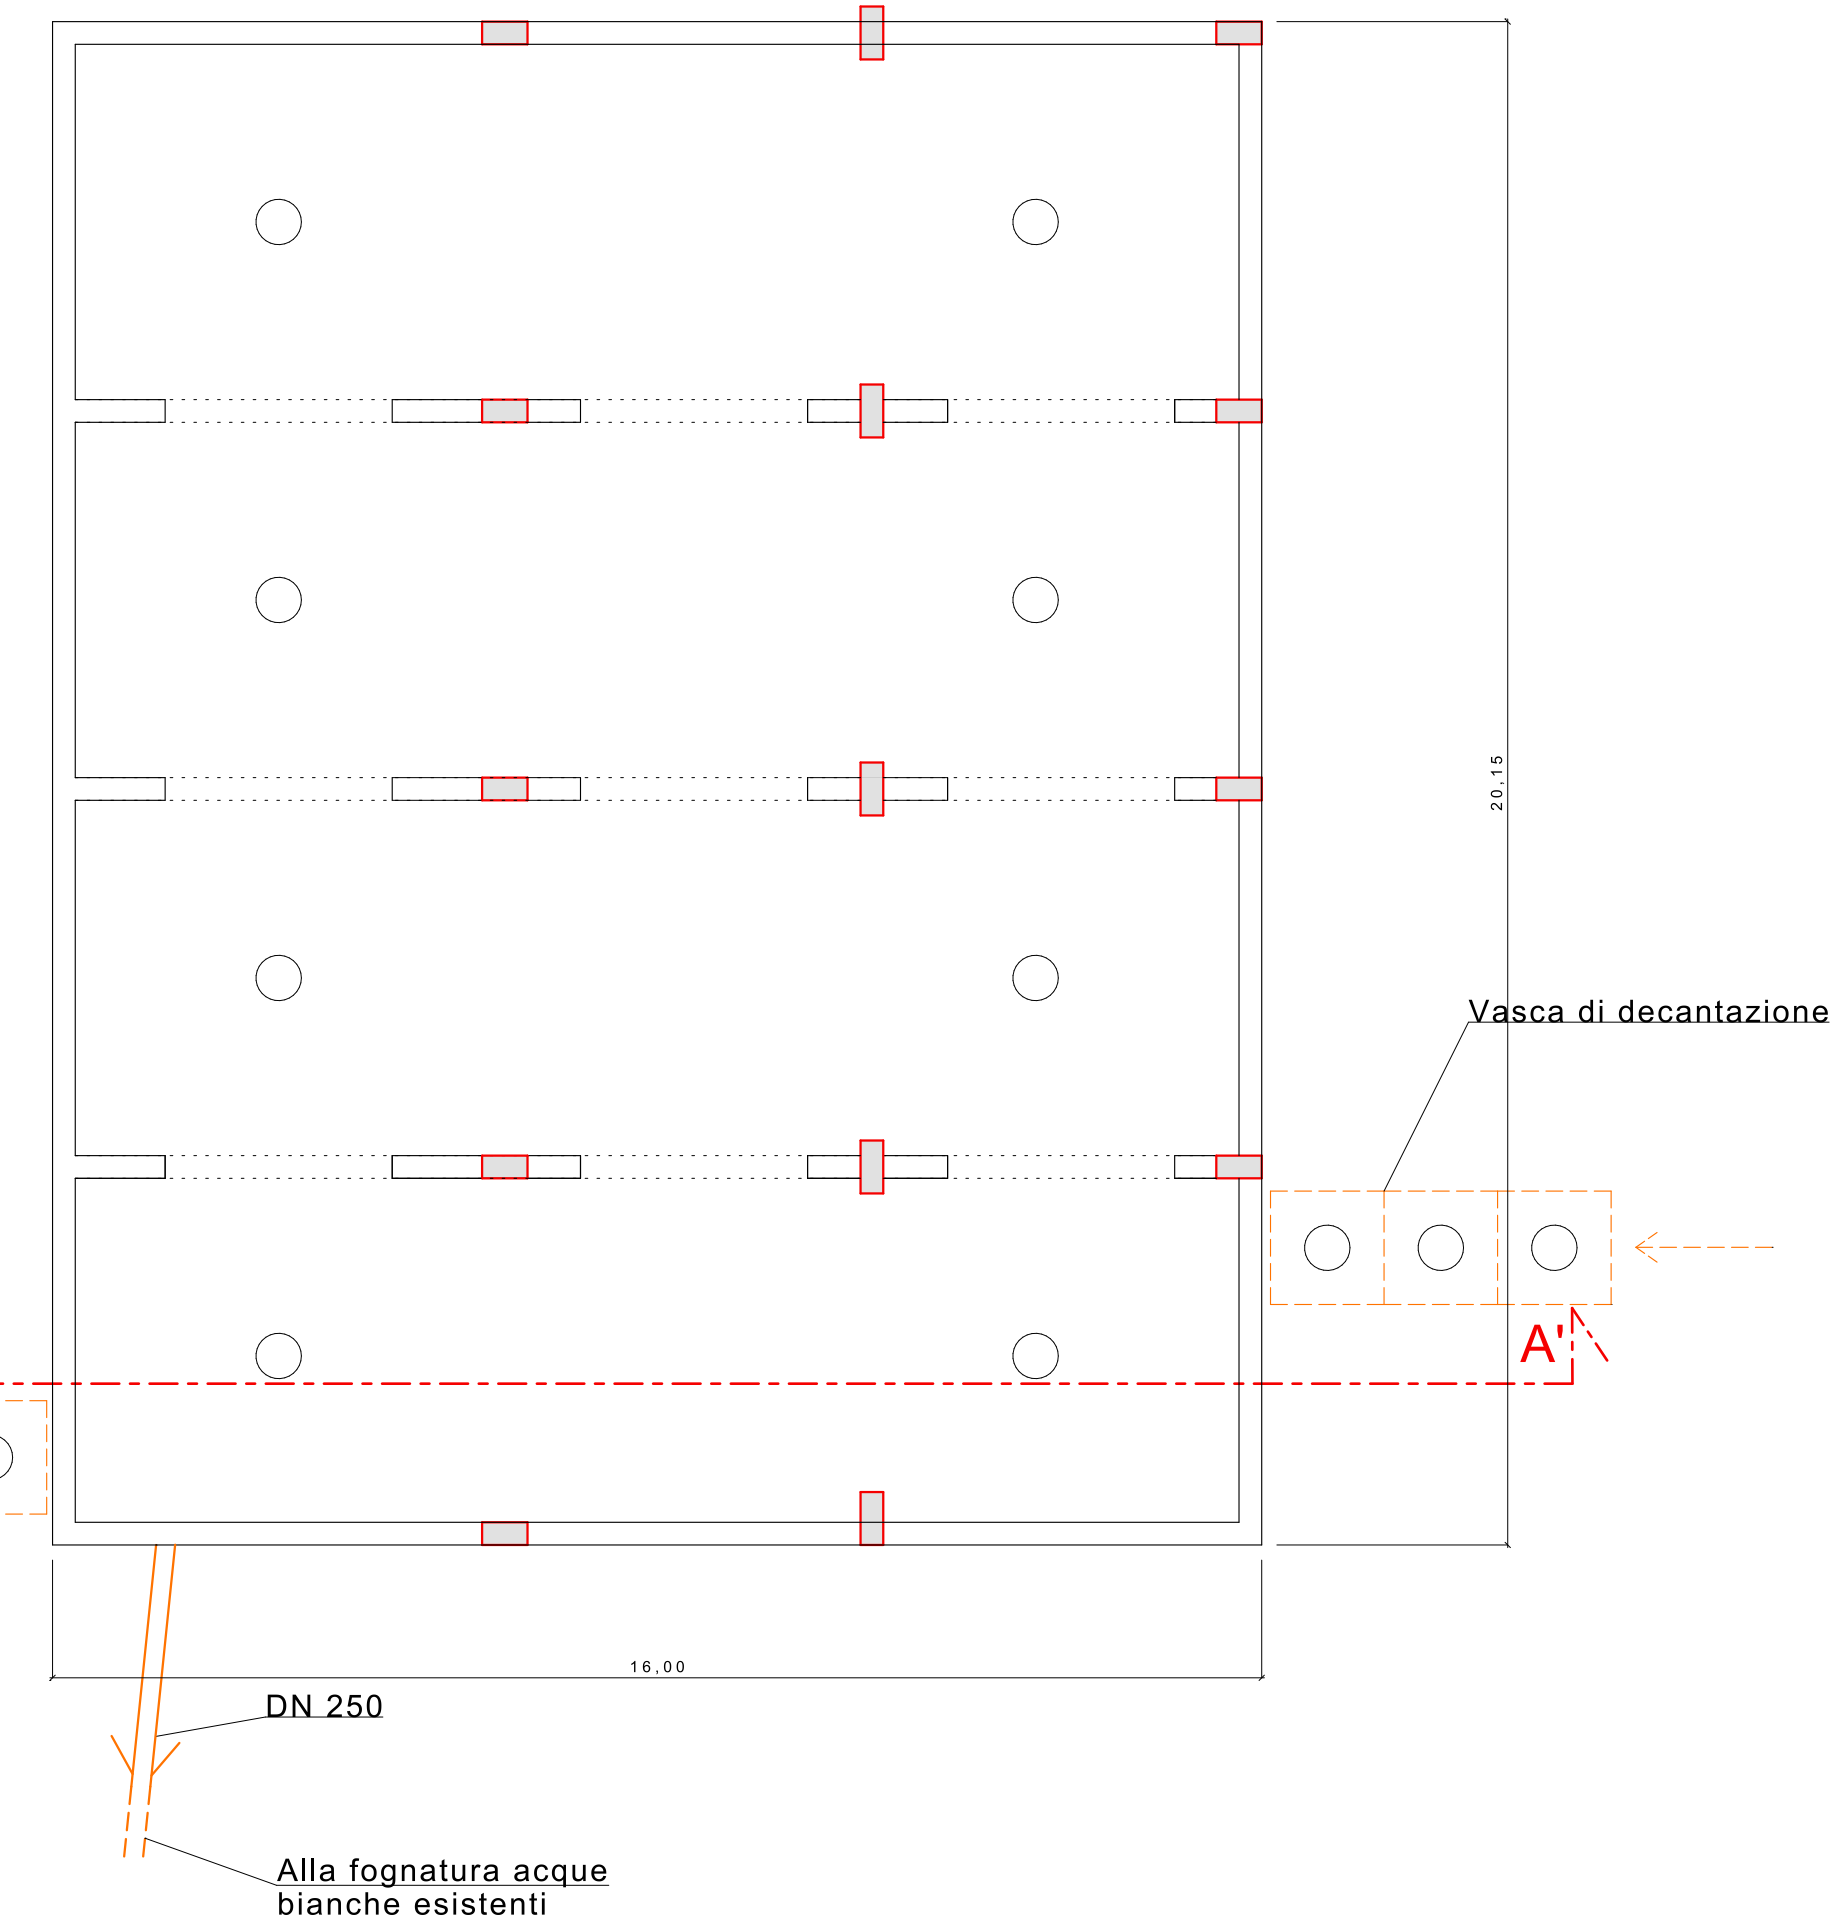 20,15
Vasca di decantazione
A'
16,00
DN 250
Alla fognatura acque
bianche esistenti